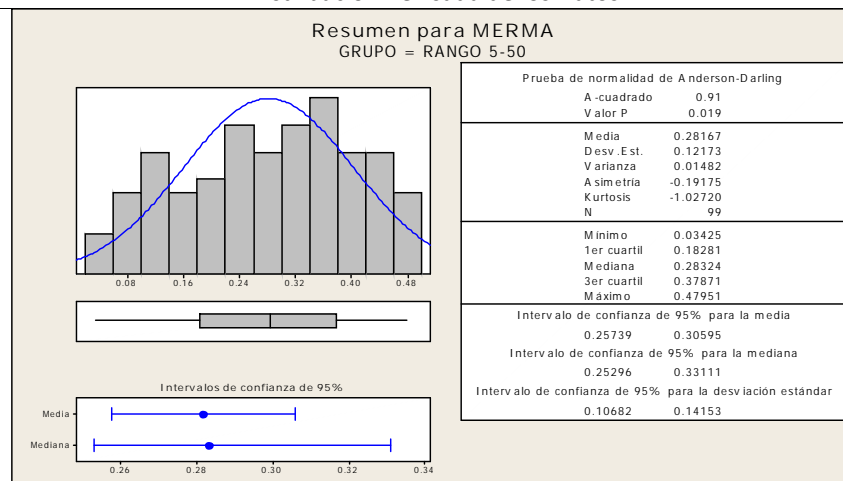 Resumen para MERMA
GRUPO = RANGO 5-50
0.08 0.16 0.24 0.32 0.40 0.48
Intervalos de confianza de 95%
Media
Mediana
0.26 0.28 0.30 0.32 0.34
Prueba de normalidad de Anderson-Darling
A-cuadrado 0.91
Valor P 0.019
Media 0.28167
Desv.Est. 0.12173
Varianza 0.01482
Asimetría -0.19175
Kurtosis -1.02720
N 99
Mínimo 0.03425
1er cuartil 0.18281
Mediana 0.28324
3er cuartil 0.37871
Máximo 0.47951
Intervalo de confianza de 95% para la media
0.25739 0.30595
Intervalo de confianza de 95% para la mediana
0.25296 0.33111
Intervalo de confianza de 95% para la desviación estándar
0.10682 0.14153